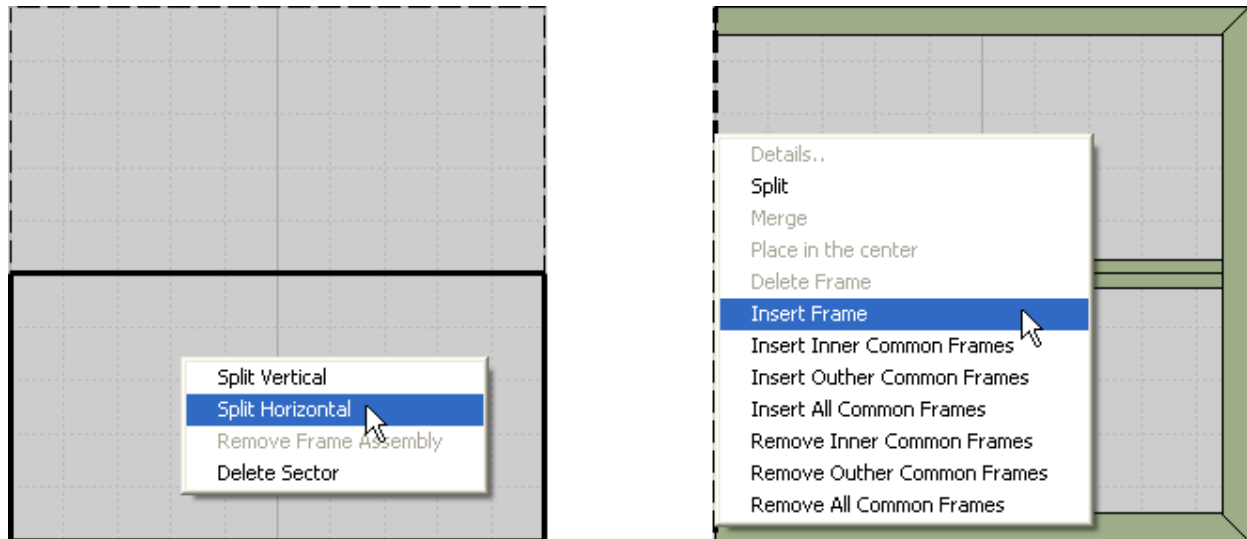 Split Vertical
Split Horizontal
Remove Frame Assembly
Delete Sector
Details..
Split
Merge
Place in the center
Delete Frame
Insert Frame
Insert Inner Common Frames
Insert Outher Common Frames
Insert All Common Frames
Remove Inner Common Frames
Remove Outher Common Frames
Remove All Common Frames